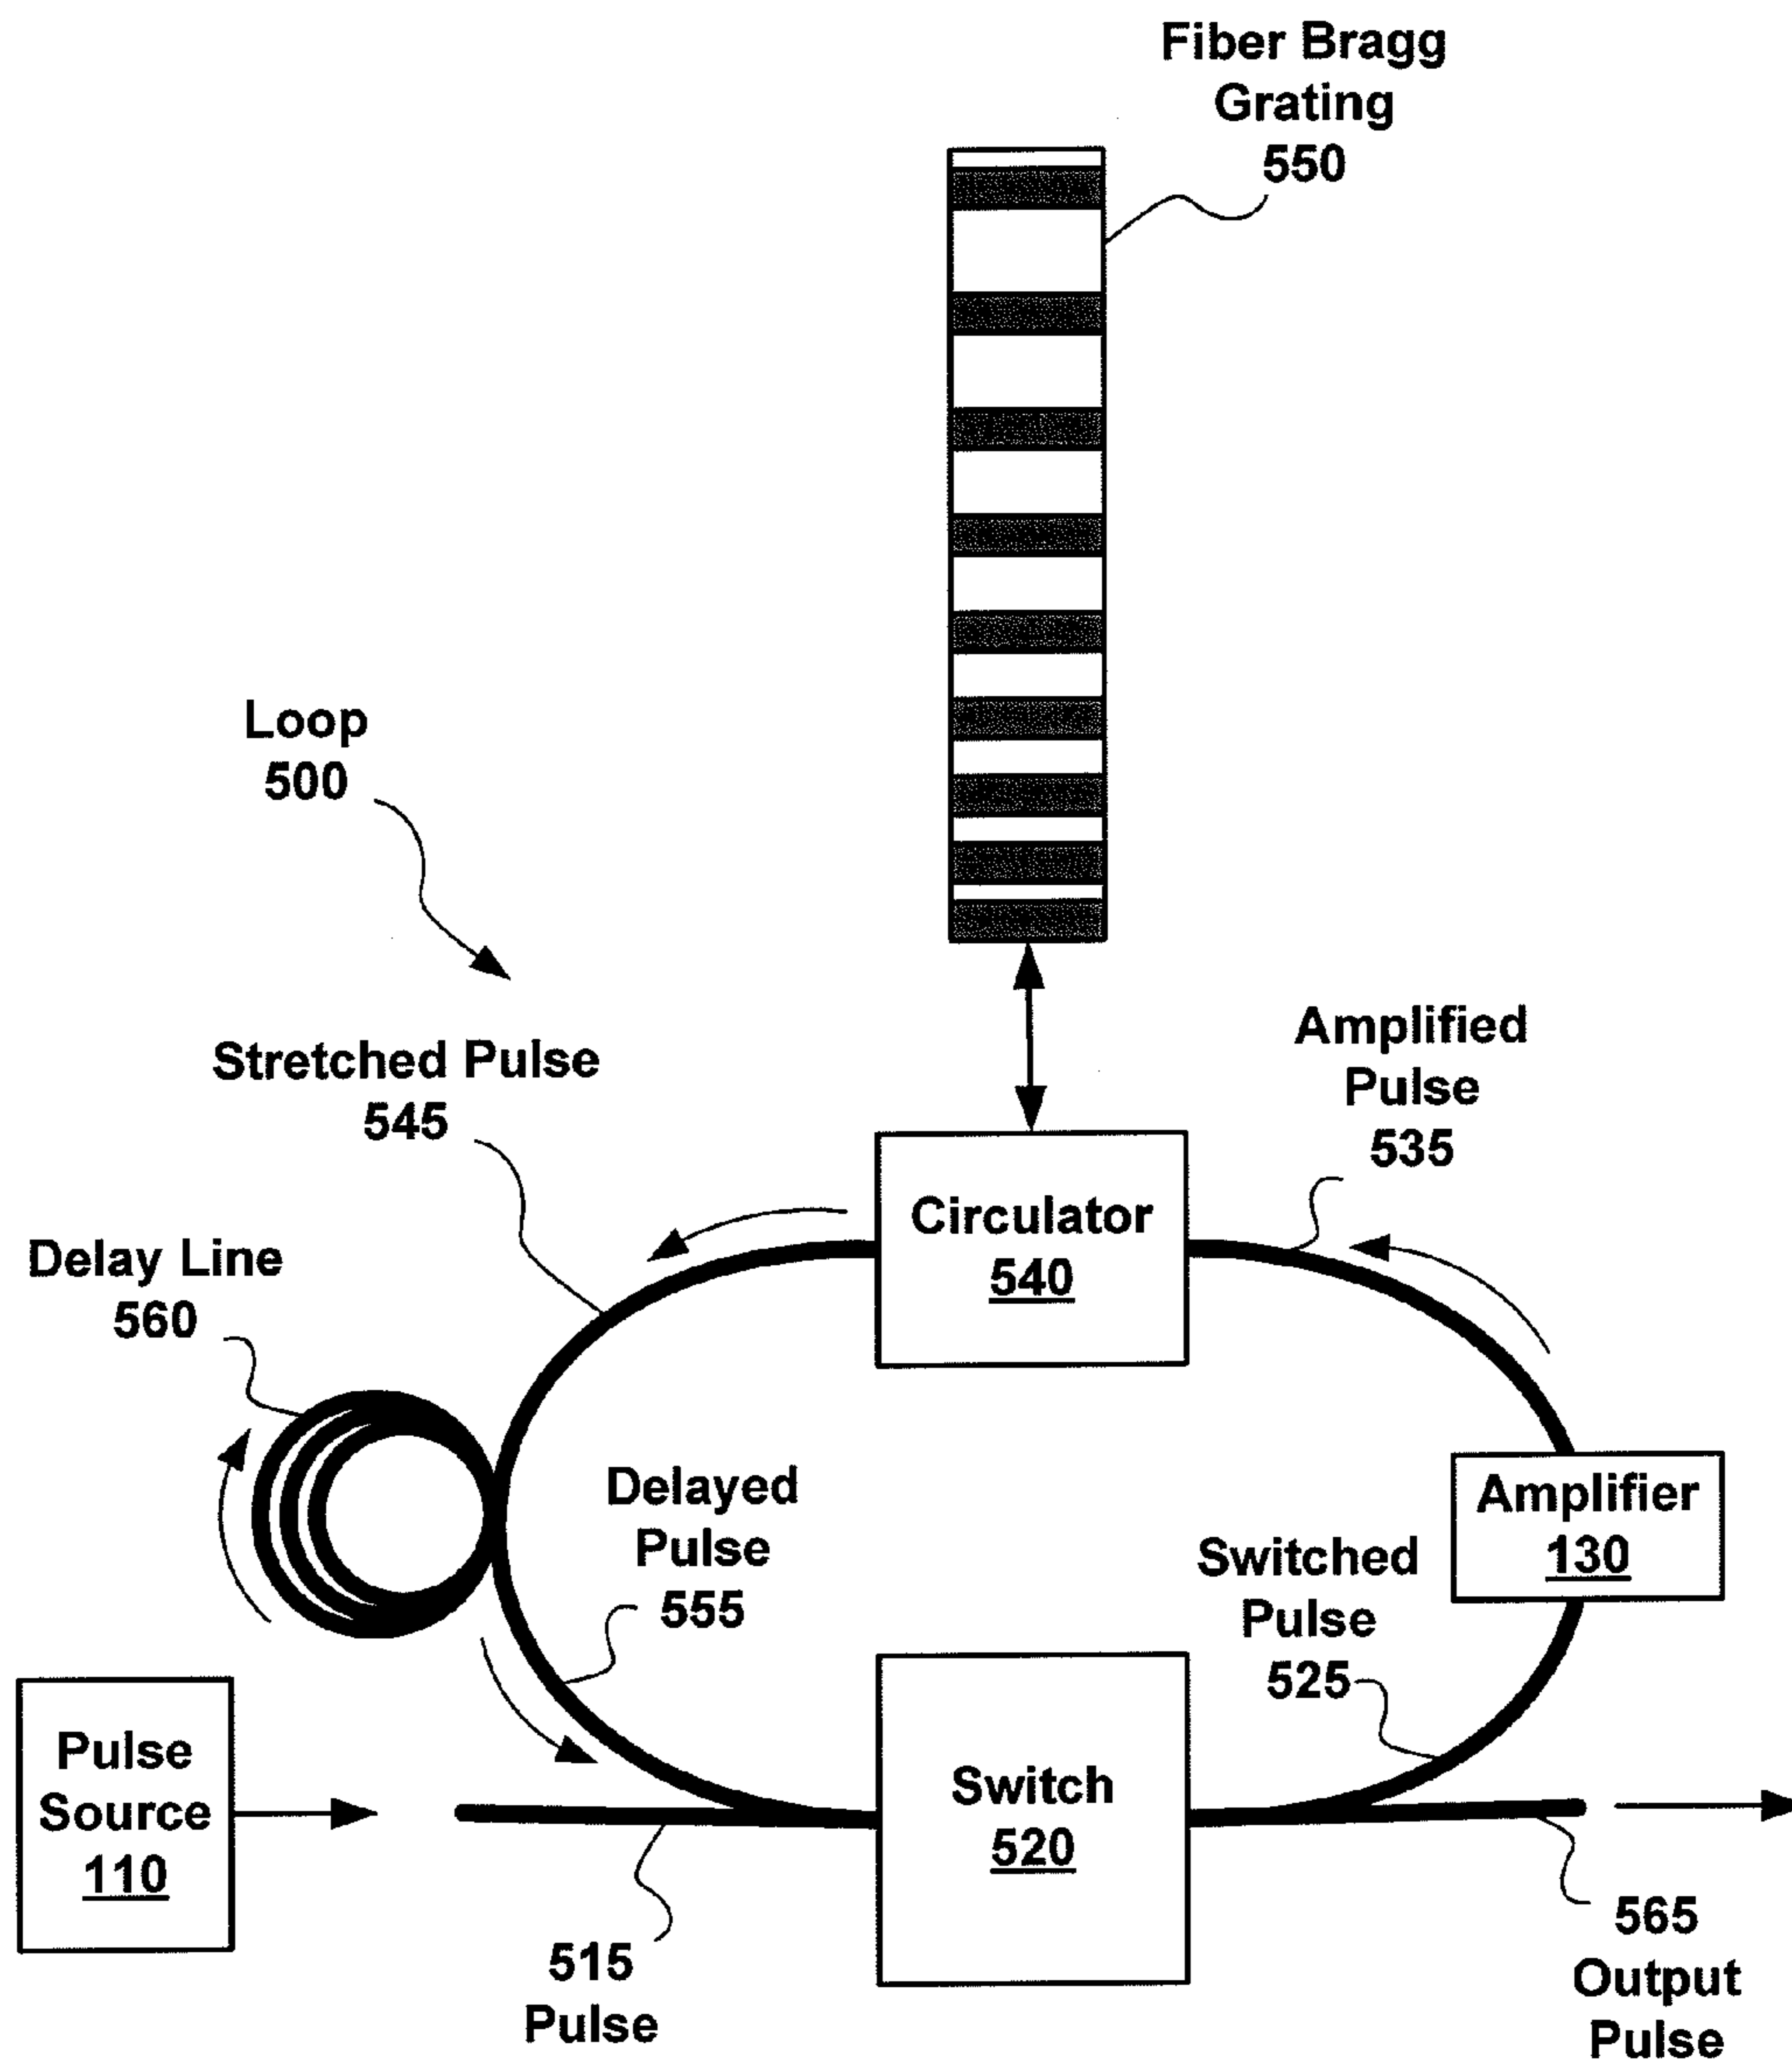 Fiber Bragg
Grating
550
Loop
500
Stretched Pulse
545
Amplified
Pulse
535
Circulator
540
Delay Line
560
Delayed
Pulse
555
Amplifier
130
Switched
Pulse
525
Pulse
Source
110
Switch
520
515
Pulse
565
Output
Pulse